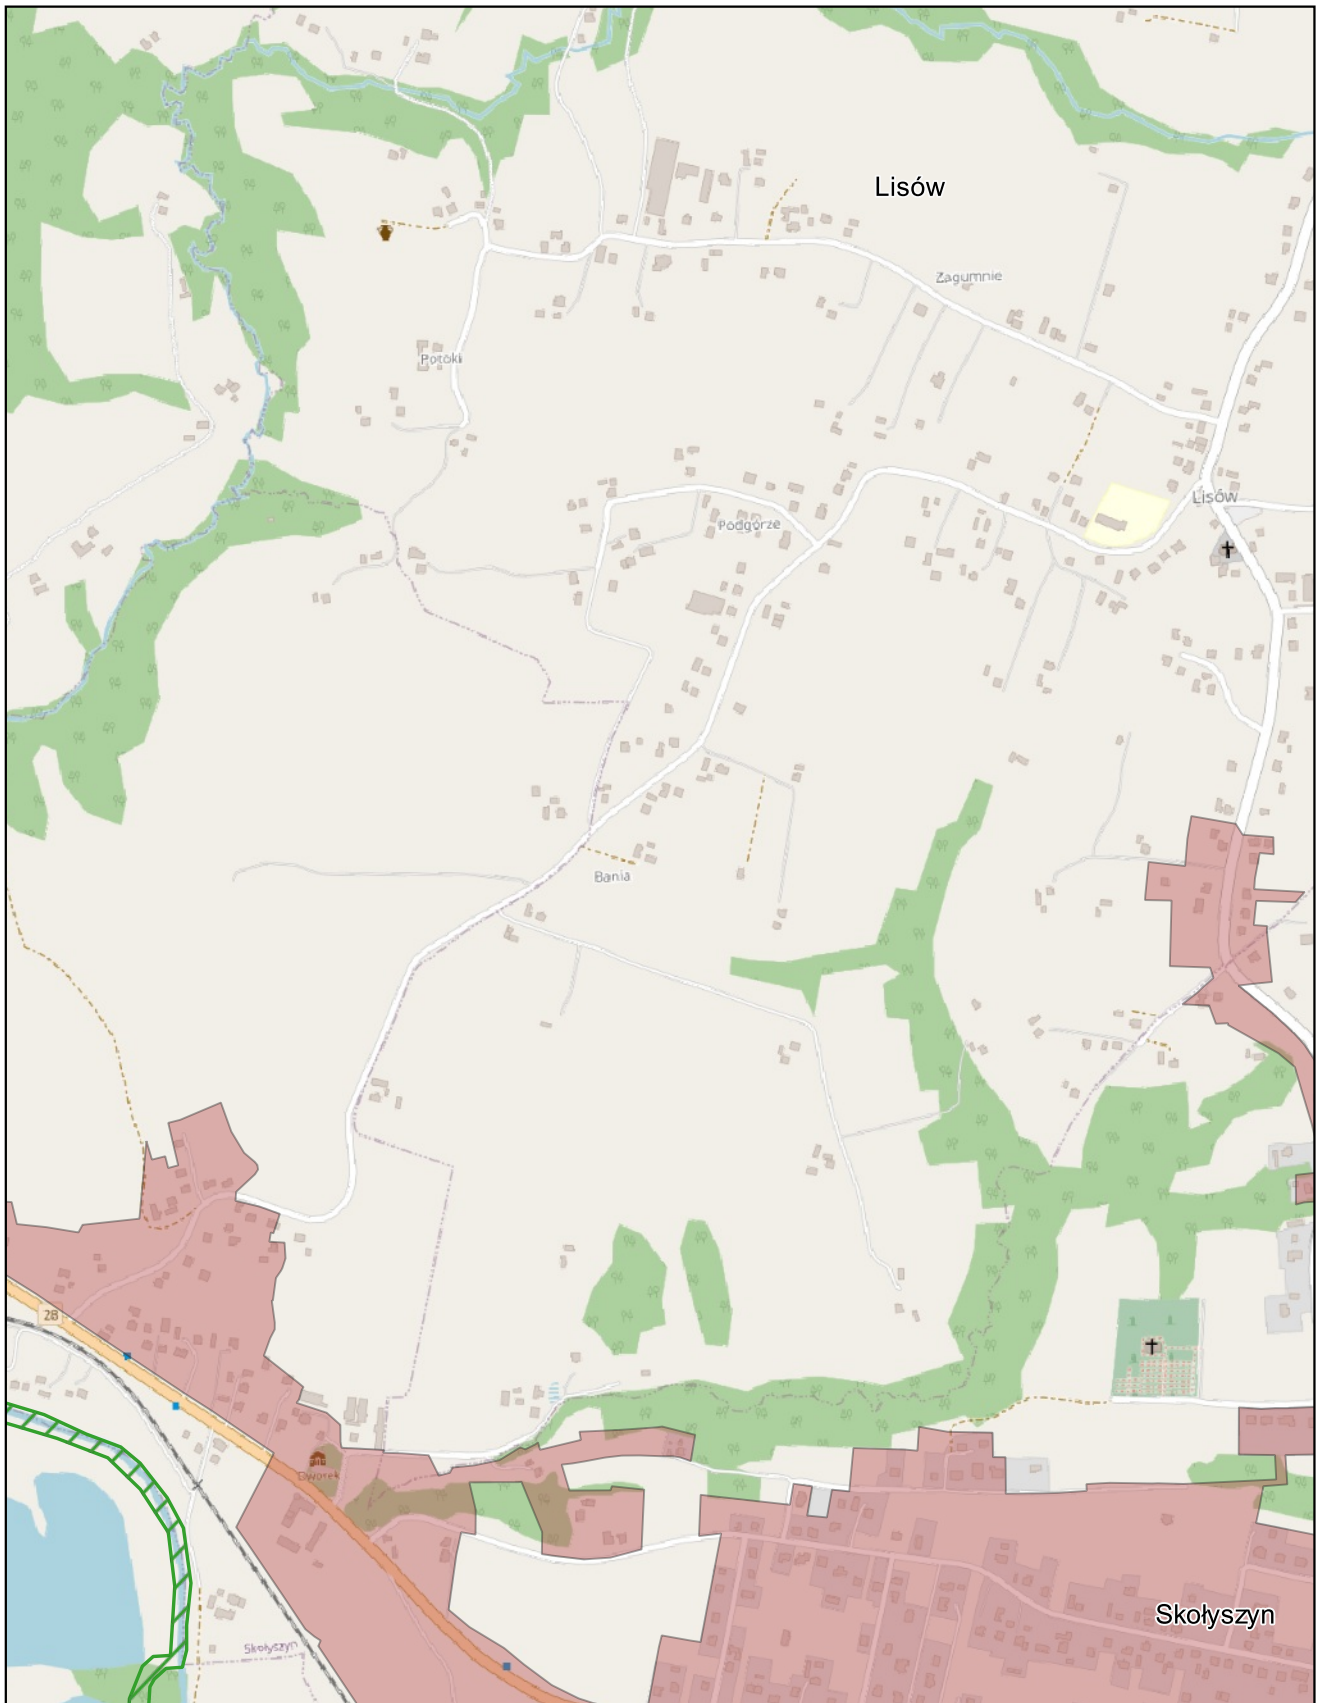 Lisów
Zagumnie
Potoki
Lisów
Podgórze
Bania
28
Dworek
Skołyszyn
Skołyszyn